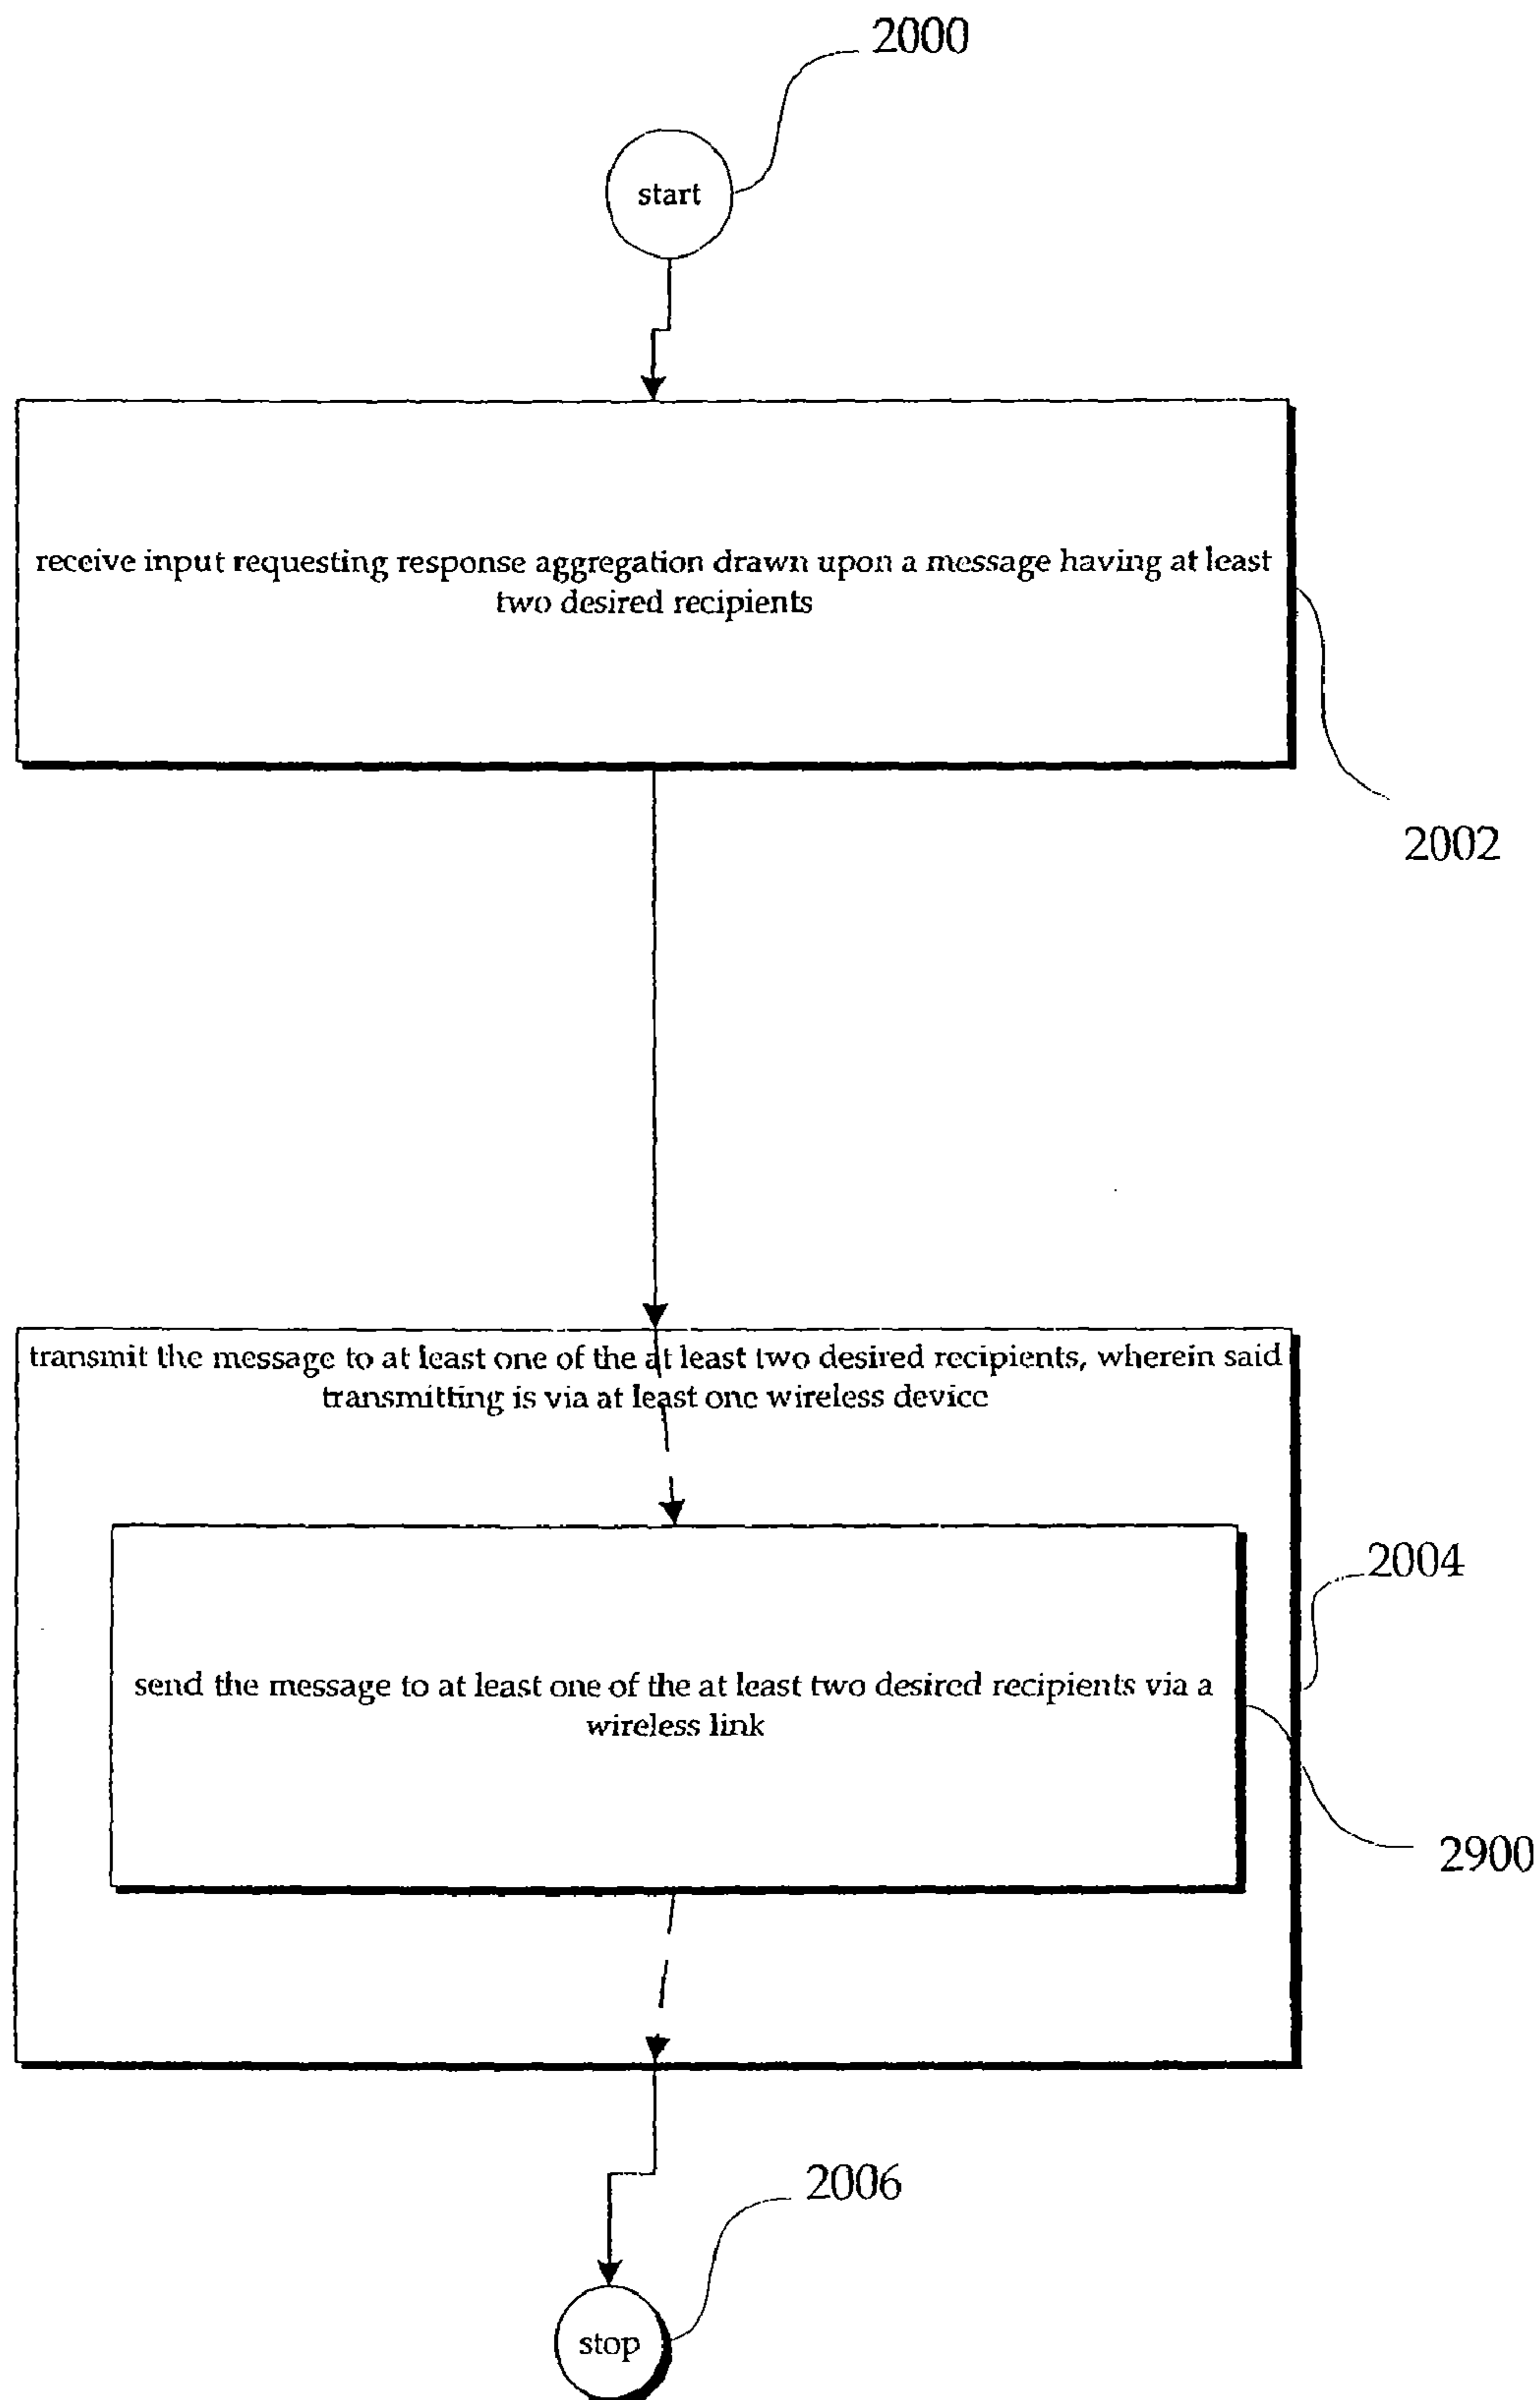 2000
start
receive input requesting response aggregation drawn upon a message having at least
two desired recipients
2002
transmit the message to at least one of the at least two desired recipients, wherein said
transmitting is via at least one wireless device
2004
send the message to at least one of the at least two desired recipients via a
wireless link
2900
2006
stop